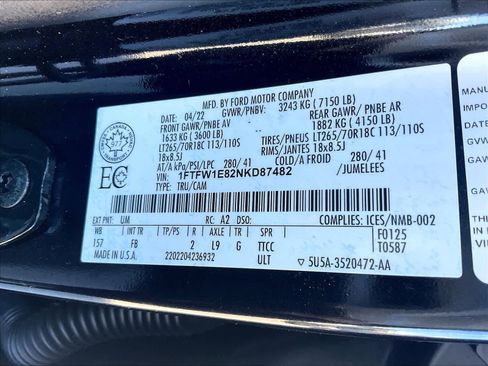 MFD. BY FORD MOTOR COMPANY
04/22 GVWR/PNBV: 3243 KG ( 7150 LB)
FRONT GAWR/PNBE AV REAR GAWR/ PNBE AR
1633 KG ( 3600 LB) 1882 KG ( 4150 LB)
LT265/70R18C 113/110S TIRES/PNEUS LT265/70R18C 113/110S
18x8.5J RIMS/JANTES 18x8.5J
AT/A kPa/PSI/LPC 280/ 41 COLD/A FROID 280/ 41
VIN: 1FTFW1E82NKD87482 /JUMELEES
TYPE: TRU/CAM
EC
EXT PNT: UM RC: A2 DSO: COMPLIES: ICES/NMB-002
WB INT TR TP/PS R AXLE TR SPR F0125
157 FB 2 L9 G TTCC T0587
MADE IN U.S.A. 2202204236932 ULT ▽ 5U5A-3520472-AA
MANU
IMPO
DATE
GVW
VIN
TYPE